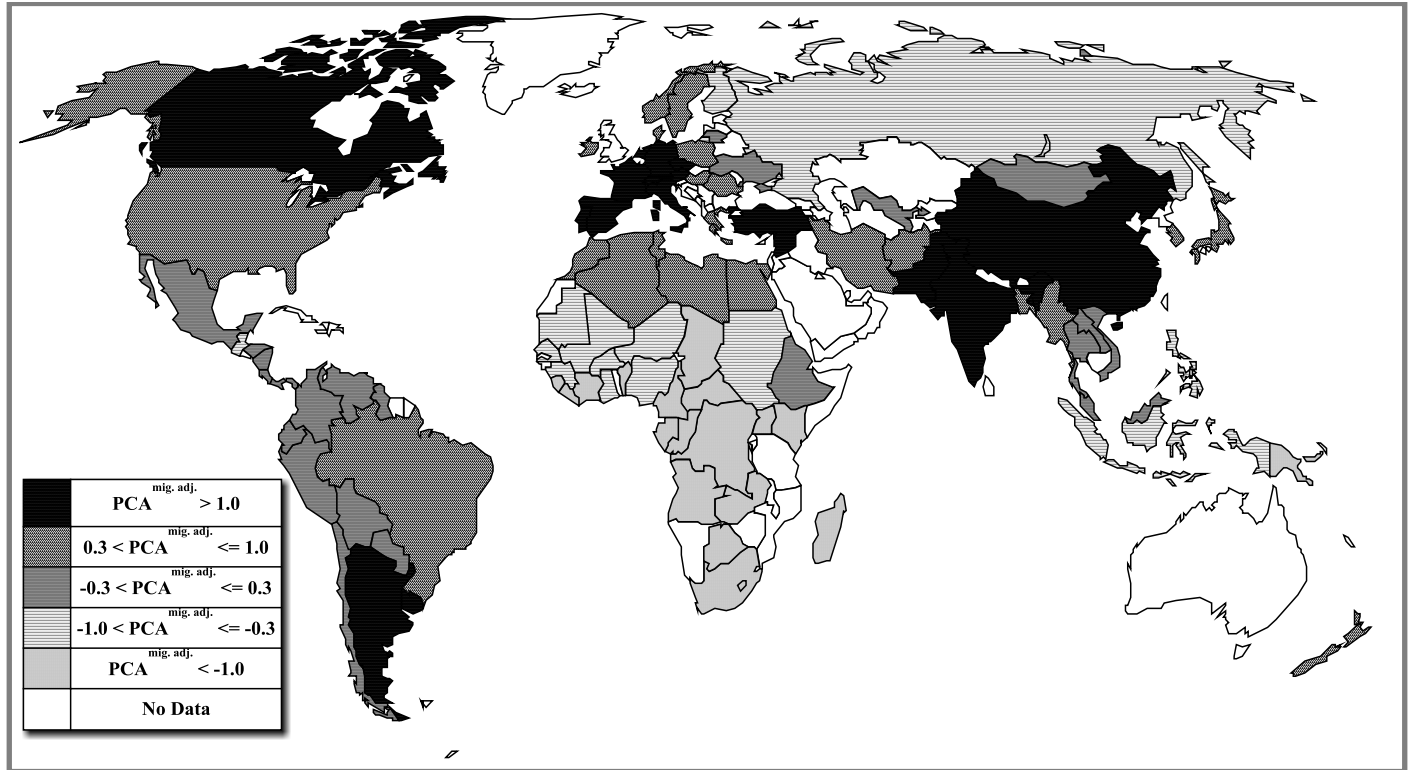 PCA mig. adj. > 1.0
0.3 < PCA mig. adj. <= 1.0
-0.3 < PCA mig. adj. <= 0.3
-1.0 < PCA mig. adj. <= -0.3
PCA mig. adj. < -1.0
No Data